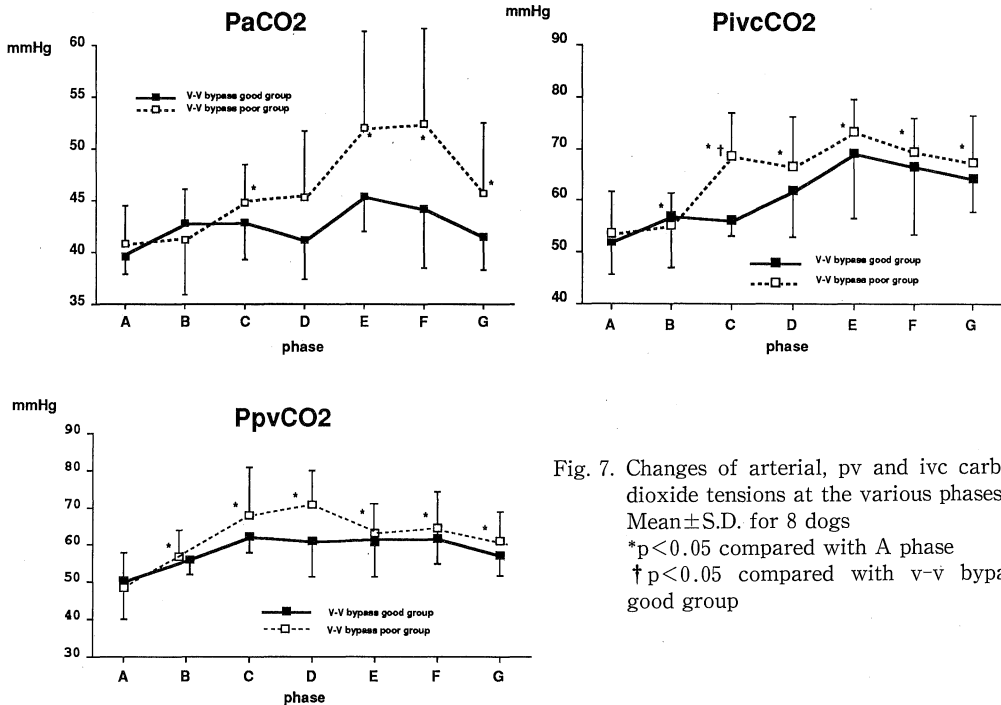 PaCO2
mmHg
60
55
50
45
40
35
V-V bypass good group
V-V bypass poor group
*
*
*
*
A B C D E F G
phase
PivcCO2
mmHg
90
80
70
60
50
40
*
* †
*
*
*
*
V-V bypass good group
V-V bypass poor group
A B C D E F G
phase
PpvCO2
mmHg
90
80
70
60
50
40
30
*
*
*
*
*
*
V-V bypass good group
V-V bypass poor group
A B C D E F G
phase
Fig. 7. Changes of arterial, pv and ivc carb
dioxide tensions at the various phases
Mean±S.D. for 8 dogs
*p<0.05 compared with A phase
†p<0.05 compared with v-v bypa
good group